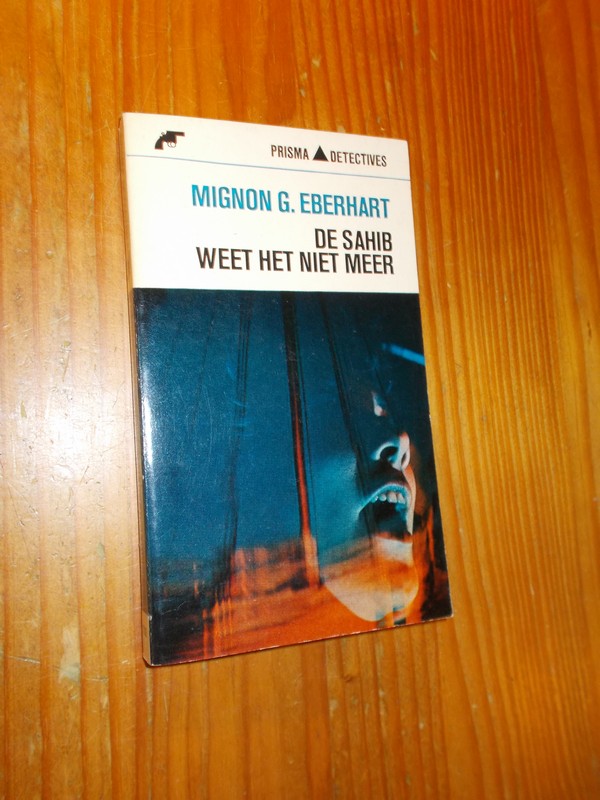 PRISMA DETECTIVES
MIGNON G. EBERHART
DE SAHIB
WEET HET NIET MEER